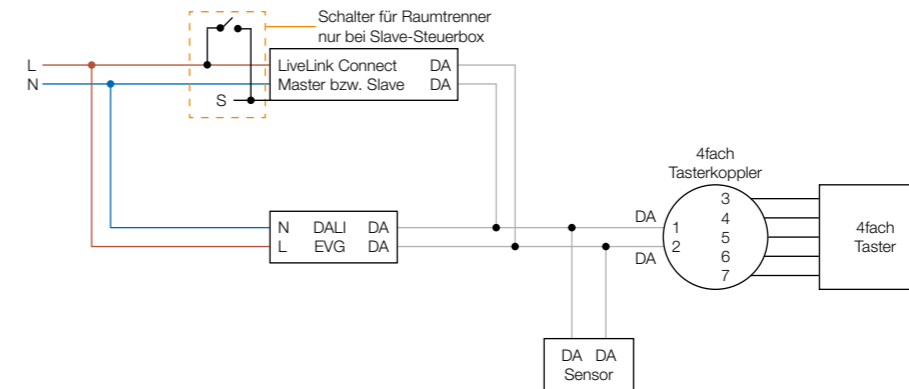 Schalter für Raumtrenner
nur bei Slave-Steuerbox
L
N
LiveLink Connect DA
Master bzw. Slave DA
S
4fach
Tasterkoppler
N DALI DA
L EVG DA
DA
DA
1
2
3
4
5
6
7
4fach
Taster
DA DA
Sensor